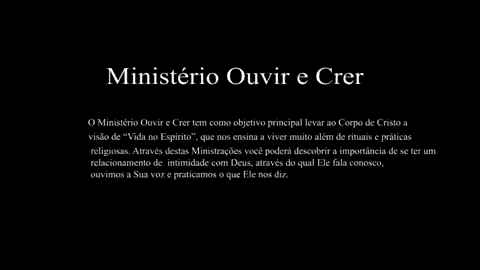 Ministério Ouvir e Crer
O Ministério Ouvir e Crer tem como objetivo principal levar ao Corpo de Cristo a
visão de “Vida no Espírito”, que nos ensina a viver muito além de rituais e práticas
religiosas. Através destas Ministrações você poderá descobrir a importância de se ter um
relacionamento de intimidade com Deus, através do qual Ele fala conosco,
ouvimos a Sua voz e praticamos o que Ele nos diz.